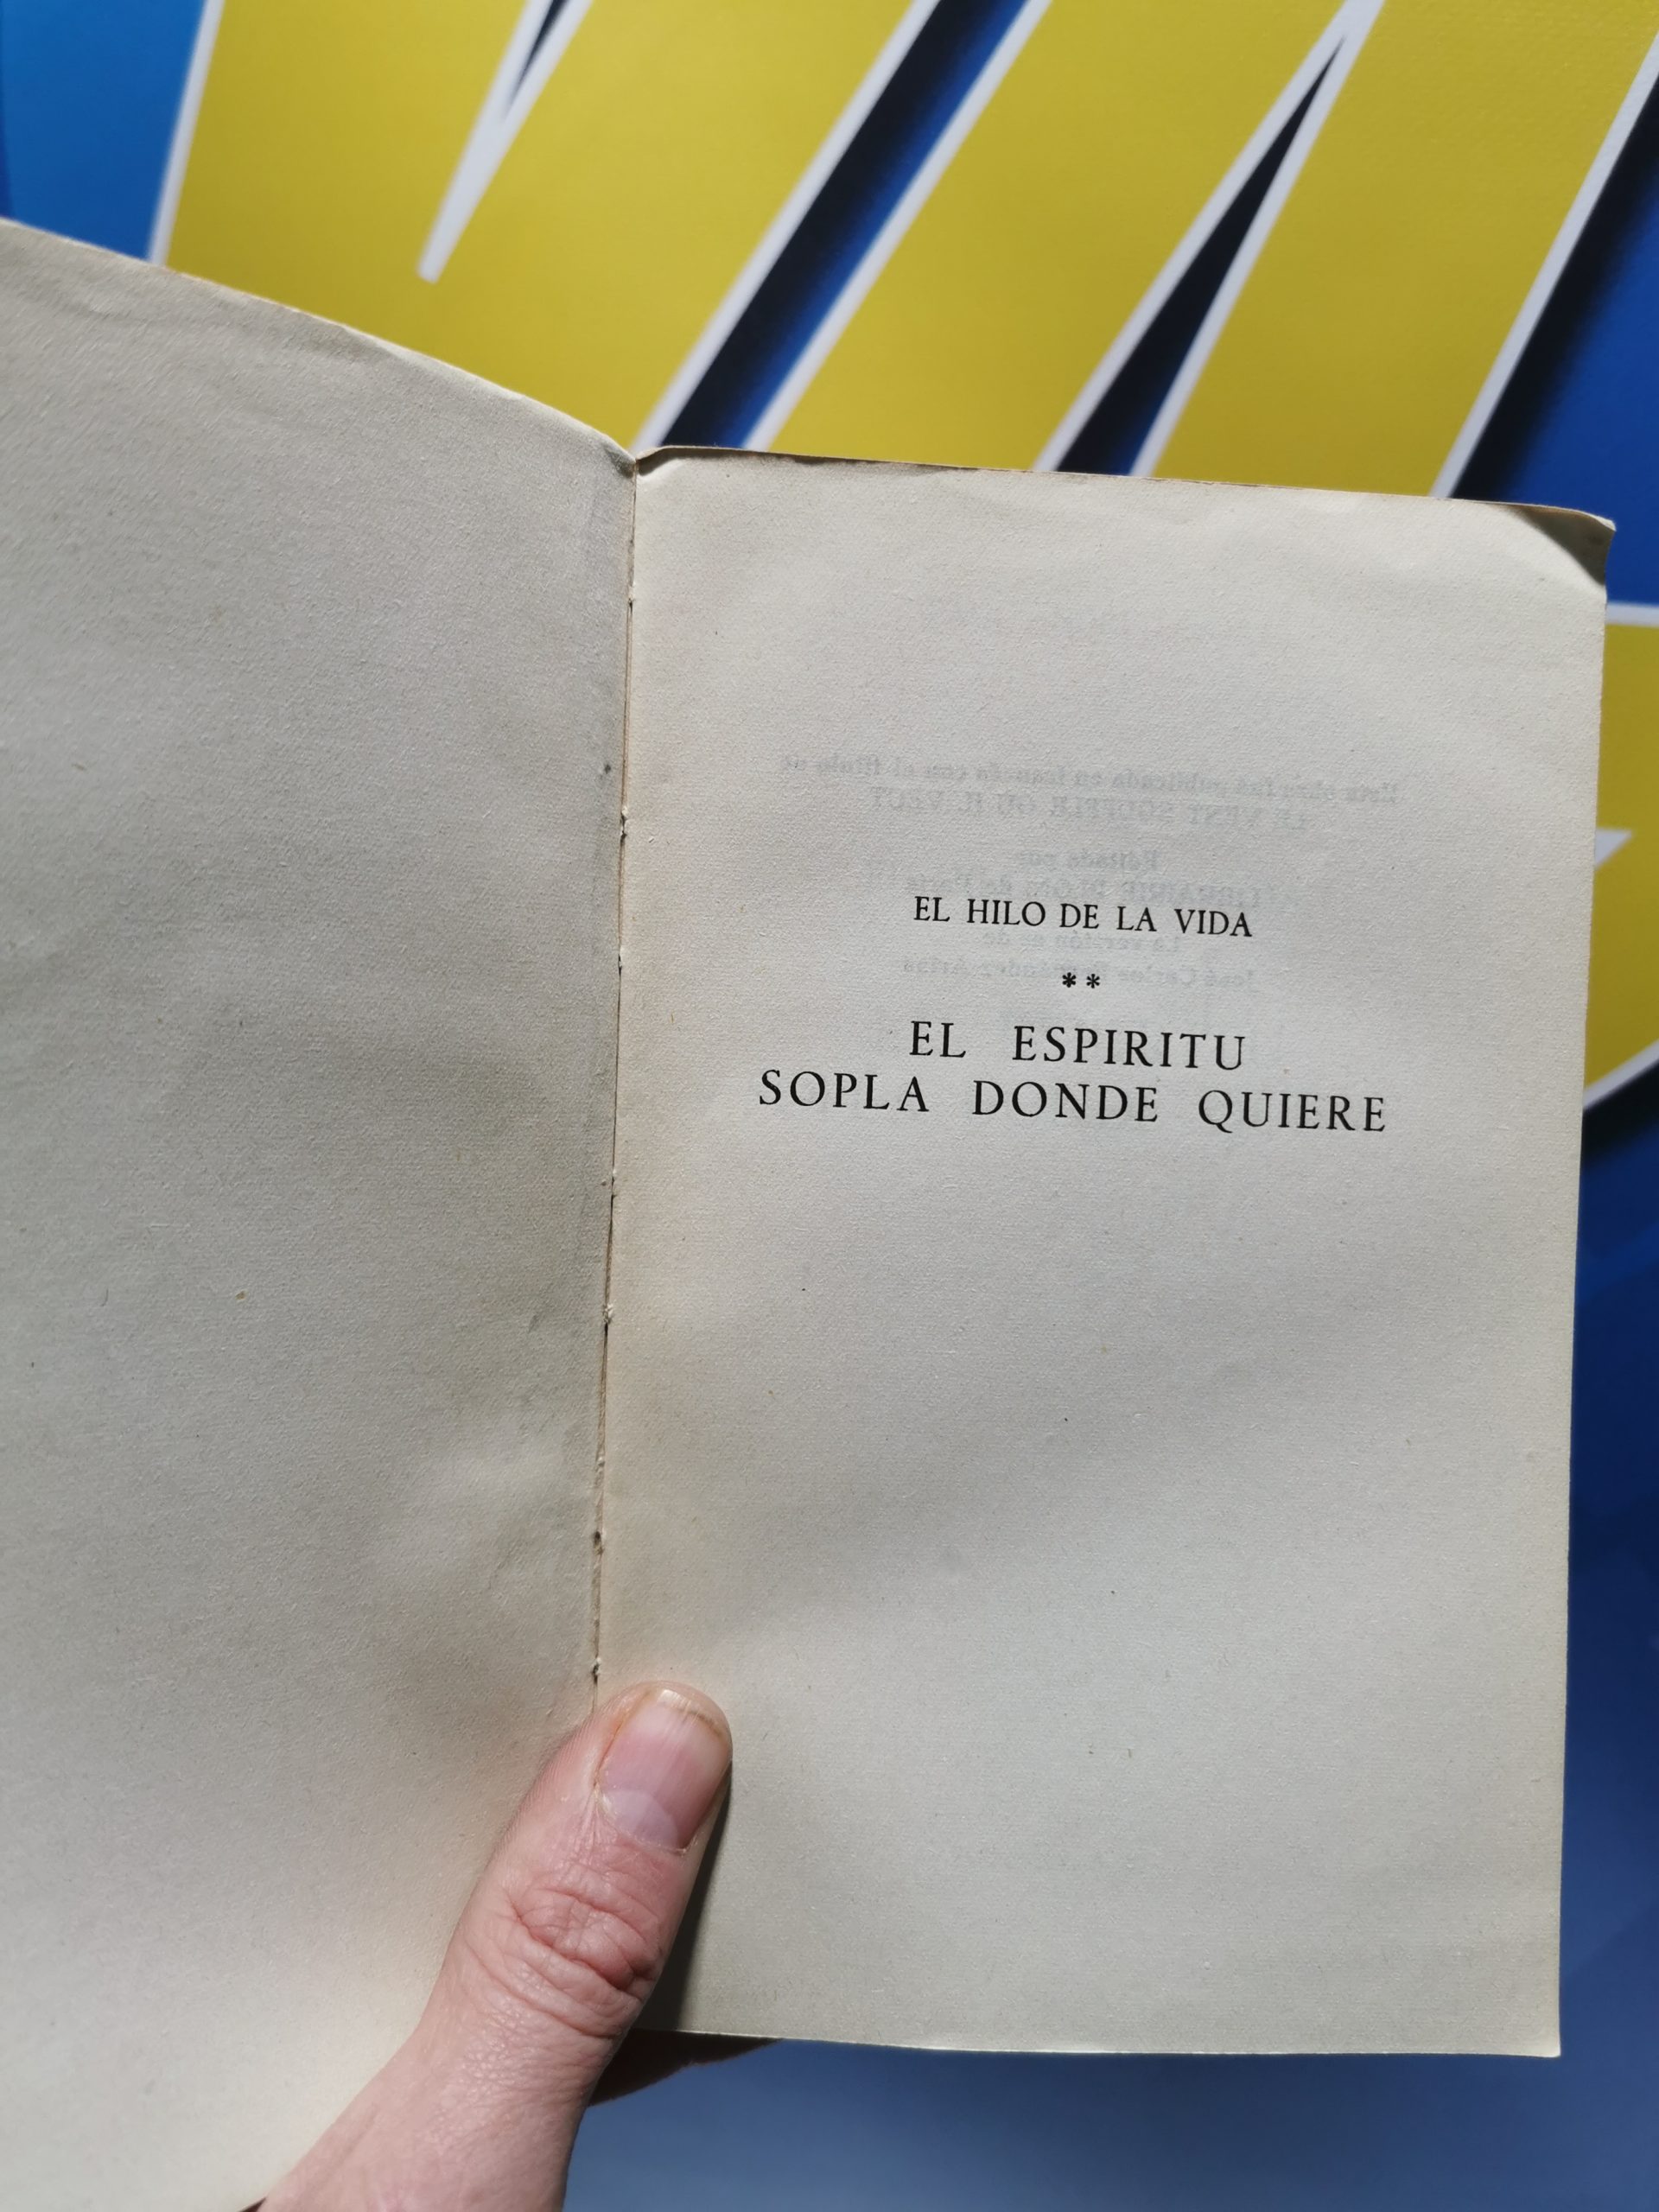 EL HILO DE LA VIDA
**
EL ESPIRITU
SOPLA DONDE QUIERE